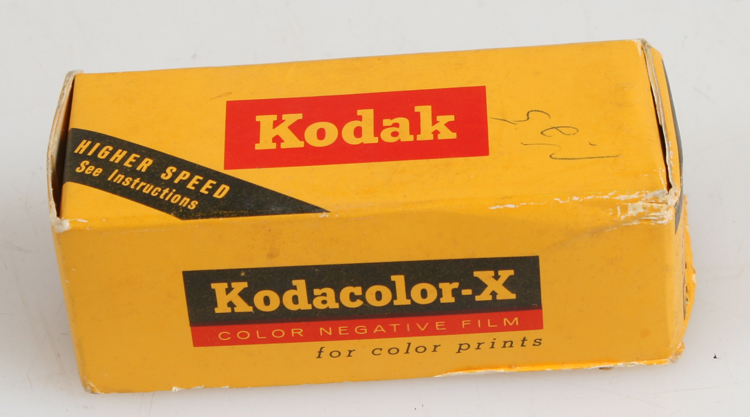 Kodak
HIGHER SPEED
See Instructions
Kodacolor-X
COLOR NEGATIVE FILM
for color prints